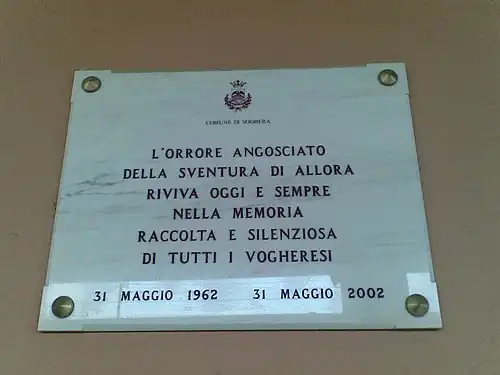 COMUNE DI VOGHERA
L'ORRORE ANGOSCIATO
DELLA SVENTURA DI ALLORA
RIVIVA OGGI E SEMPRE
NELLA MEMORIA
RACCOLTA E SILENZIOSA
DI TUTTI I VOGHERESI
31 MAGGIO 1962 31 MAGGIO 2002